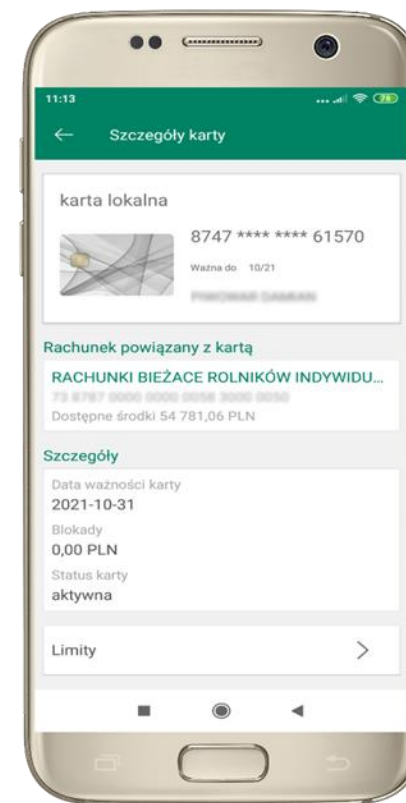 11:13
78
Szczegóły karty
karta lokalna
8747 **** **** 61570
Ważna do 10/21
Rachunek powiązany z kartą
RACHUNKI BIEŻACE ROLNIKÓW INDYWIDU...
Dostępne środki 54 781,06 PLN
Szczegóły
Data ważności karty
2021-10-31
Blokady
0,00 PLN
Status karty
aktywna
Limity